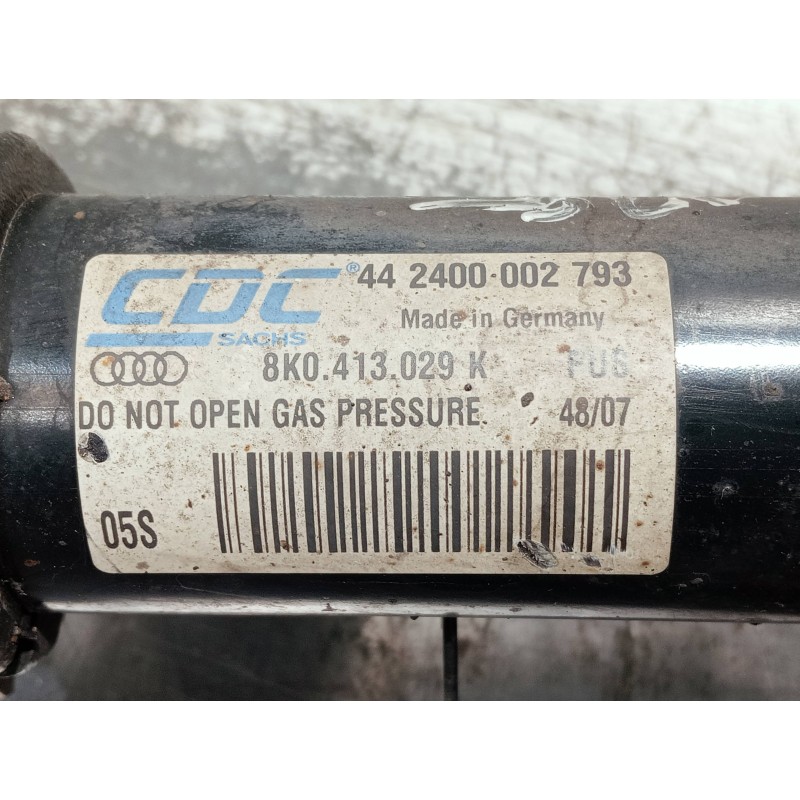 CDC® 44 2400 002 793
SACHS Made in Germany
8K0.413.029 K
DO NOT OPEN GAS PRESSURE 48/07
05S